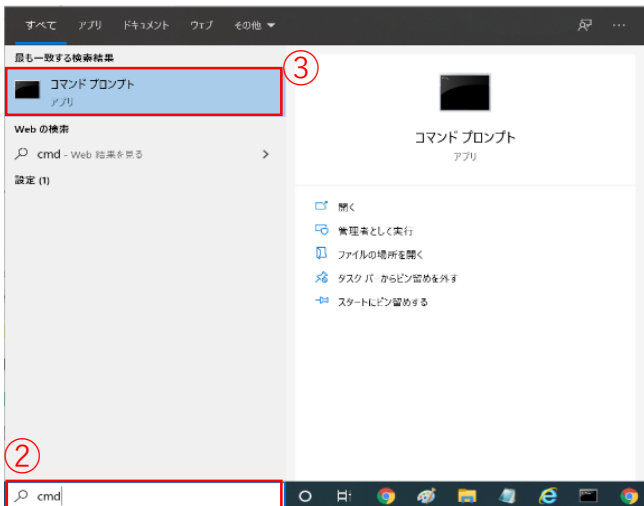 すべて アプリ ドキュメント ウェブ その他
最も一致する検索結果
③
コマンド プロンプト
アプリ
コマンド プロンプト
アプリ
Web の検索
cmd - Web 結果を見る
設定 (1)
開く
管理者として実行
ファイルの場所を開く
タスク バーからピン留めを外す
スタートにピン留めする
②
cmd